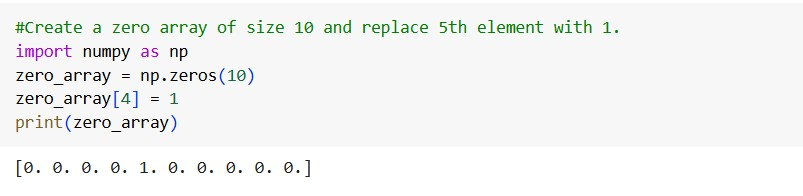 #Create a zero array of size 10 and replace 5th element with 1.
import numpy as np
zero_array = np.zeros(10)
zero_array[4] = 1
print(zero_array)
[0. 0. 0. 0. 1. 0. 0. 0. 0. 0.]